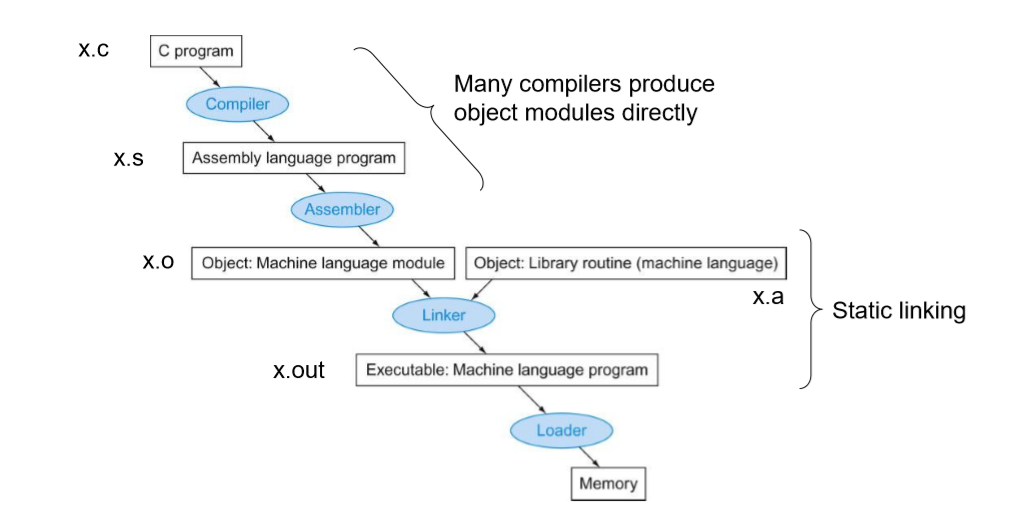 x.c
C program
Many compilers produce
object modules directly
Compiler
x.s
Assembly language program
Assembler
x.o
Object: Machine language module
Object: Library routine (machine language)
x.a
Static linking
Linker
x.out
Executable: Machine language program
Loader
Memory